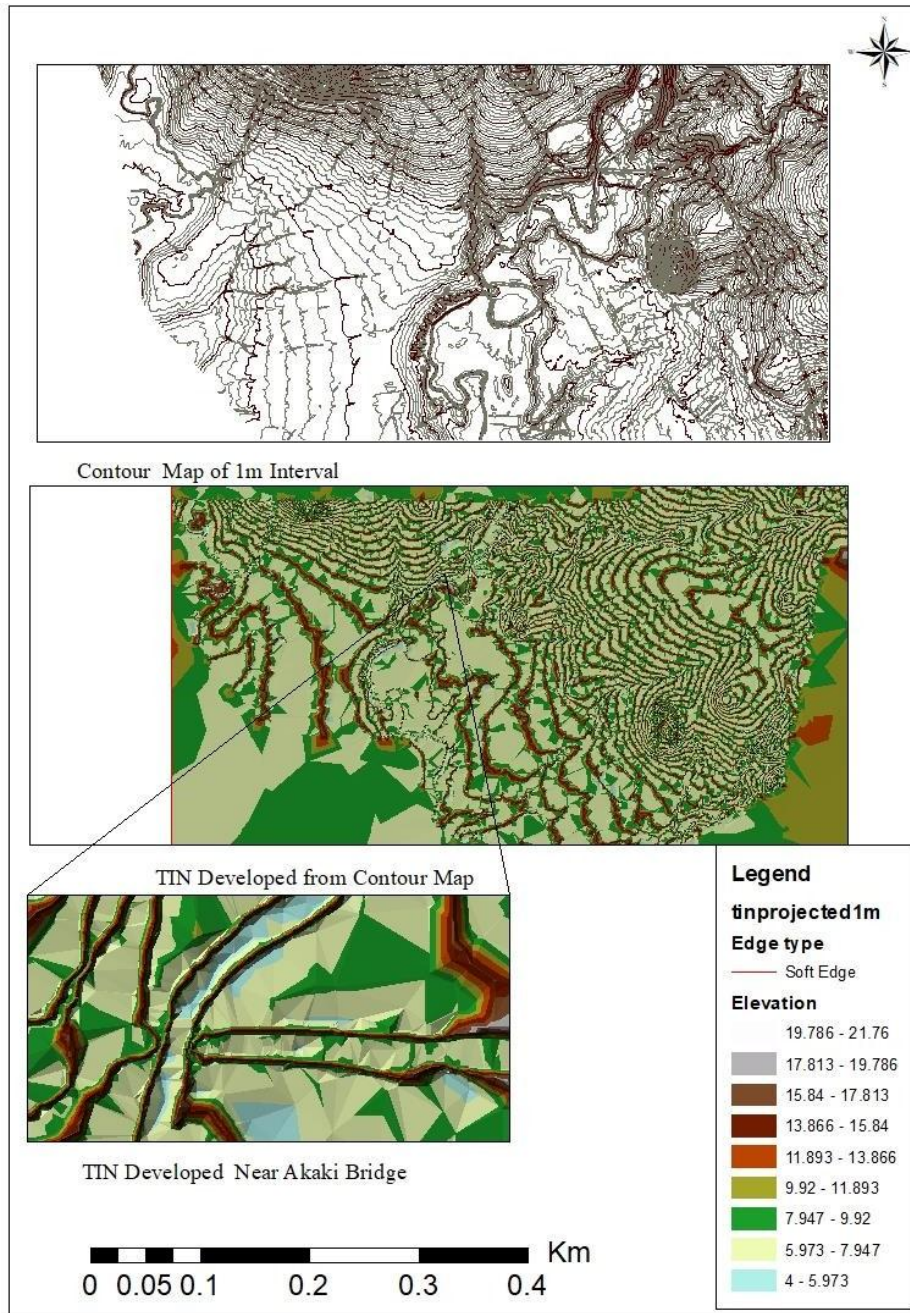 N
W
E
S
Contour Map of 1m Interval
TIN Developed from Contour Map
TIN Developed Near Akaki Bridge
Legend
tinprojected1m
Edge type
Soft Edge
Elevation
19.786 - 21.76
17.813 - 19.786
15.84 - 17.813
13.866 - 15.84
11.893 - 13.866
9.92 - 11.893
7.947 - 9.92
5.973 - 7.947
4 - 5.973
Km
0 0.05 0.1 0.2 0.3 0.4